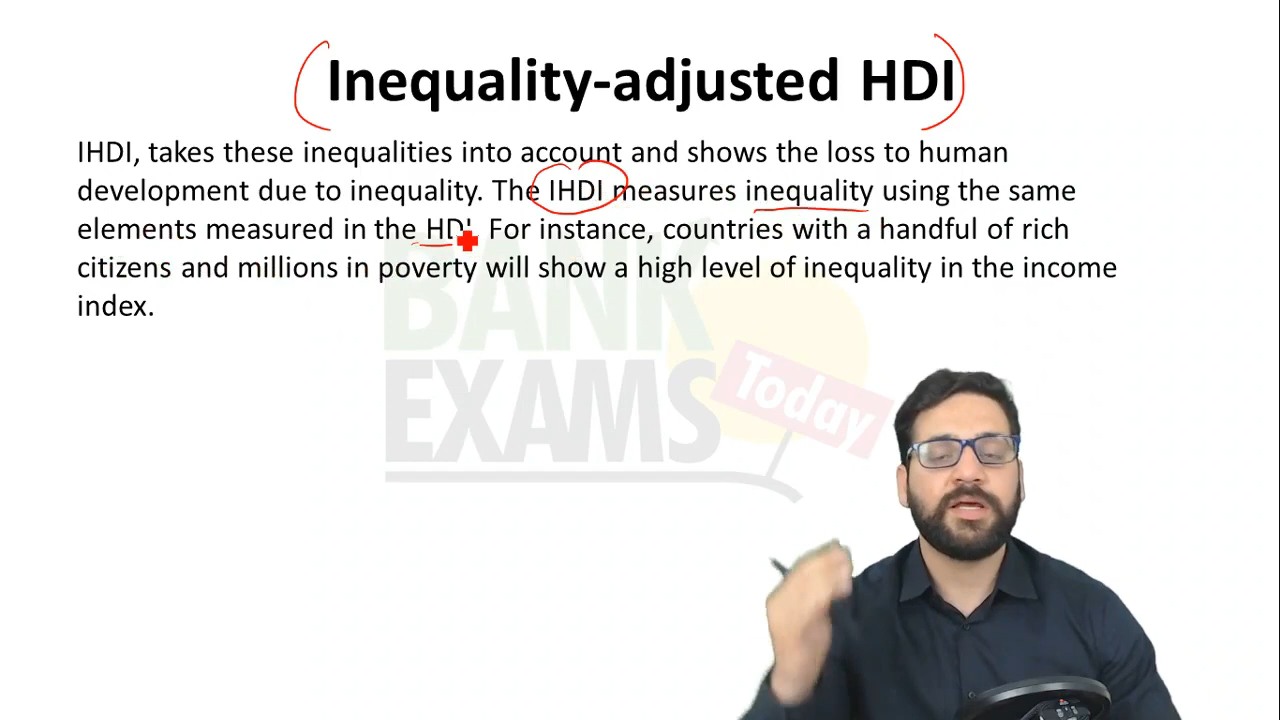 Inequality-adjusted HDI
IHDI, takes these inequalities into account and shows the loss to human
development due to inequality. The IHDI measures inequality using the same
elements measured in the HDI. For instance, countries with a handful of rich
citizens and millions in poverty will show a high level of inequality in the income
index.
BANK
EXAMS
Today